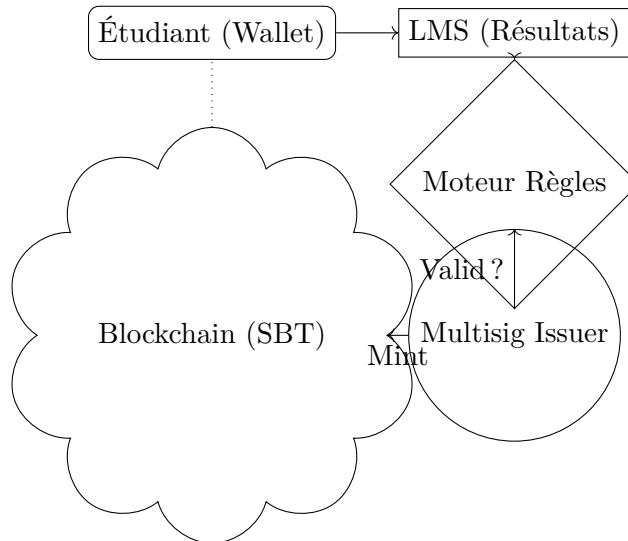 Étudiant (Wallet)
LMS (Résultats)
Moteur Règles
Valid ?
Blockchain (SBT)
Mint
Multisig Issuer